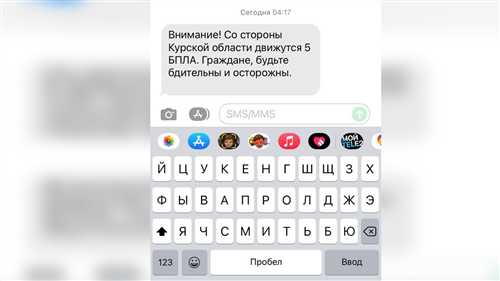 Сегодня 04:17
Внимание! Со стороны
Курской области движутся 5
БПЛА. Граждане, будьте
бдительны и осторожны.
SMS/MMS
МОЙ
TELE2
Й Ц У К Е Н Г Ш Щ З Х
Ф Ы В А П Р О Л Д Ж Э
Я Ч С М И Т Ь Б Ю
123 Пробел Ввод